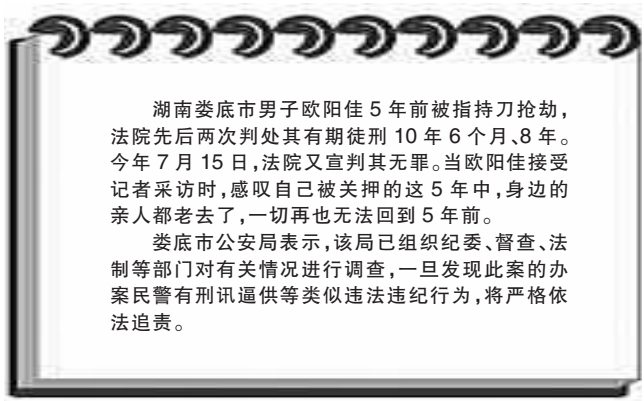 湖南娄底市男子欧阳佳 5 年前被指持刀抢劫，
法院先后两次判处其有期徒刑 10 年 6 个月、8 年。
今年 7 月 15 日，法院又宣判其无罪。当欧阳佳接受
记者采访时，感叹自己被关押的这 5 年中，身边的
亲人都老去了，一切再也无法回到 5 年前。
娄底市公安局表示，该局已组织纪委、督查、法
制等部门对有关情况进行调查，一旦发现此案的办
案民警有刑讯逼供等类似违法违纪行为，将严格依
法追责。